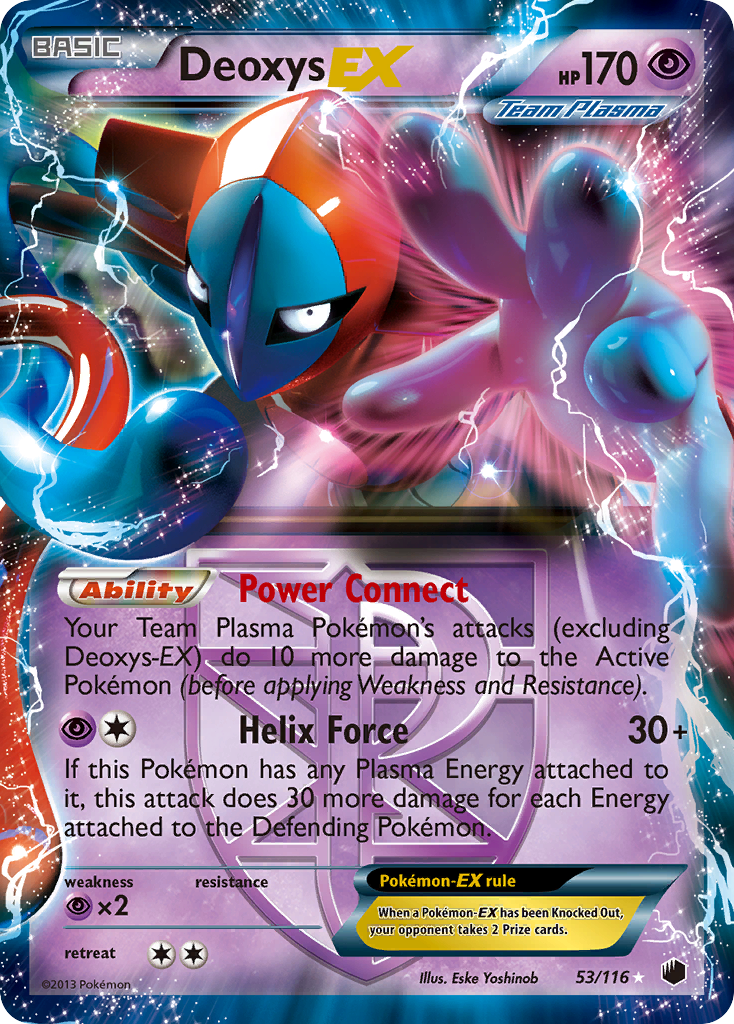 BASIC
Deoxys EX
HP 170
Team Plasma
Ability Power Connect
Your Team Plasma Pokémon's attacks (excluding
Deoxys-EX) do 10 more damage to the Active
Pokémon (before applying Weakness and Resistance).
Helix Force 30+
If this Pokémon has any Plasma Energy attached to
it, this attack does 30 more damage for each Energy
attached to the Defending Pokémon.
weakness resistance
×2
retreat
Pokémon-EX rule
When a Pokémon-EX has been Knocked Out,
your opponent takes 2 Prize cards.
©2013 Pokémon
Illus. Eske Yoshinob
53/116 ★